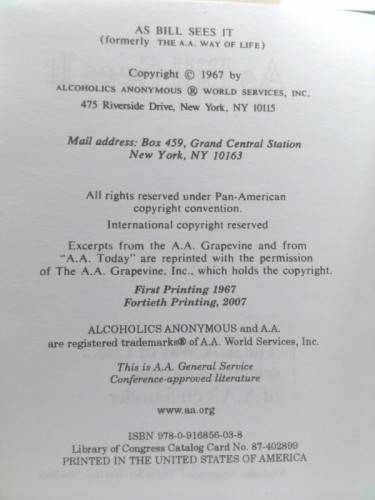 AS BILL SEES IT
(formerly THE A.A. WAY OF LIFE)
Copyright © 1967 by
ALCOHOLICS ANONYMOUS ® WORLD SERVICES, INC.
475 Riverside Drive, New York, NY 10115
Mail address: Box 459, Grand Central Station
New York, NY 10163
All rights reserved under Pan-American
copyright convention.
International copyright reserved
Excerpts from the A.A. Grapevine and from
“A.A. Today” are reprinted with the permission
of The A.A. Grapevine, Inc., which holds the copyright.
First Printing 1967
Fortieth Printing, 2007
ALCOHOLICS ANONYMOUS and A.A.
are registered trademarks® of A.A. World Services, Inc.
This is A.A. General Service
Conference-approved literature
www.aa.org
ISBN 978-0-916856-03-8
Library of Congress Catalog Card No. 87-402899
PRINTED IN THE UNITED STATES OF AMERICA